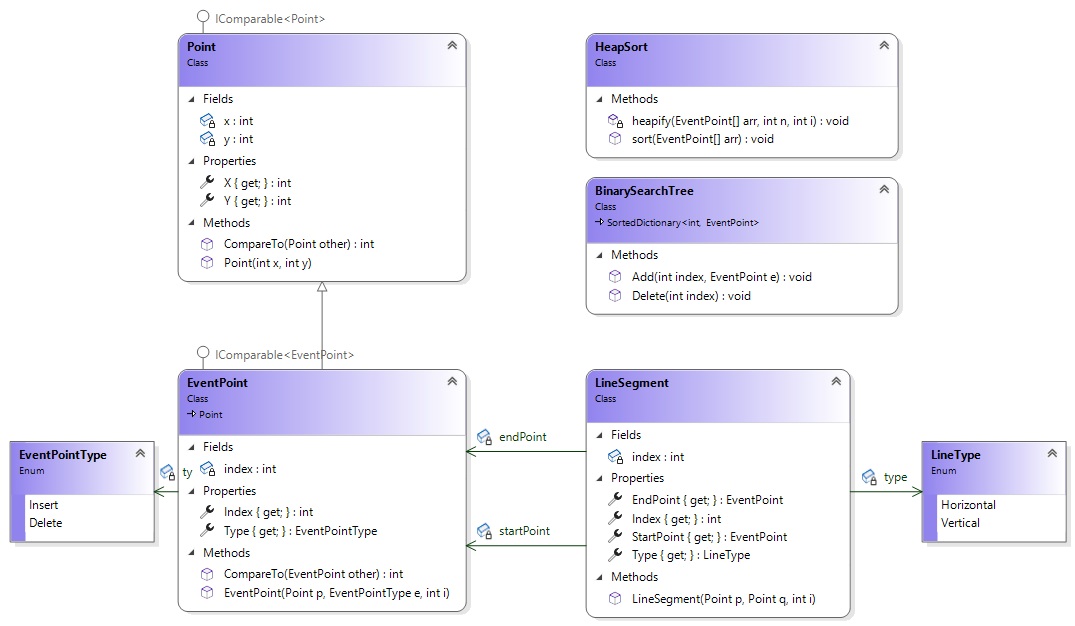 IComparable<Point>
Point
Class
Fields
x : int
y : int
Properties
X { get; } : int
Y { get; } : int
Methods
CompareTo(Point other) : int
Point(int x, int y)
HeapSort
Class
Methods
heapify(EventPoint[] arr, int n, int i) : void
sort(EventPoint[] arr) : void
BinarySearchTree
Class
SortedDictionary<int, EventPoint>
Methods
Add(int index, EventPoint e) : void
Delete(int index) : void
IComparable<EventPoint>
EventPoint
Class
Point
Fields
index : int
Properties
Index { get; } : int
Type { get; } : EventPointType
Methods
CompareTo(EventPoint other) : int
EventPoint(Point p, EventPointType e, int i)
EventPointType
Enum
Insert
Delete
ty
endPoint
startPoint
LineSegment
Class
Fields
index : int
Properties
EndPoint { get; } : EventPoint
Index { get; } : int
StartPoint { get; } : EventPoint
Type { get; } : LineType
Methods
LineSegment(Point p, Point q, int i)
type
LineType
Enum
Horizontal
Vertical